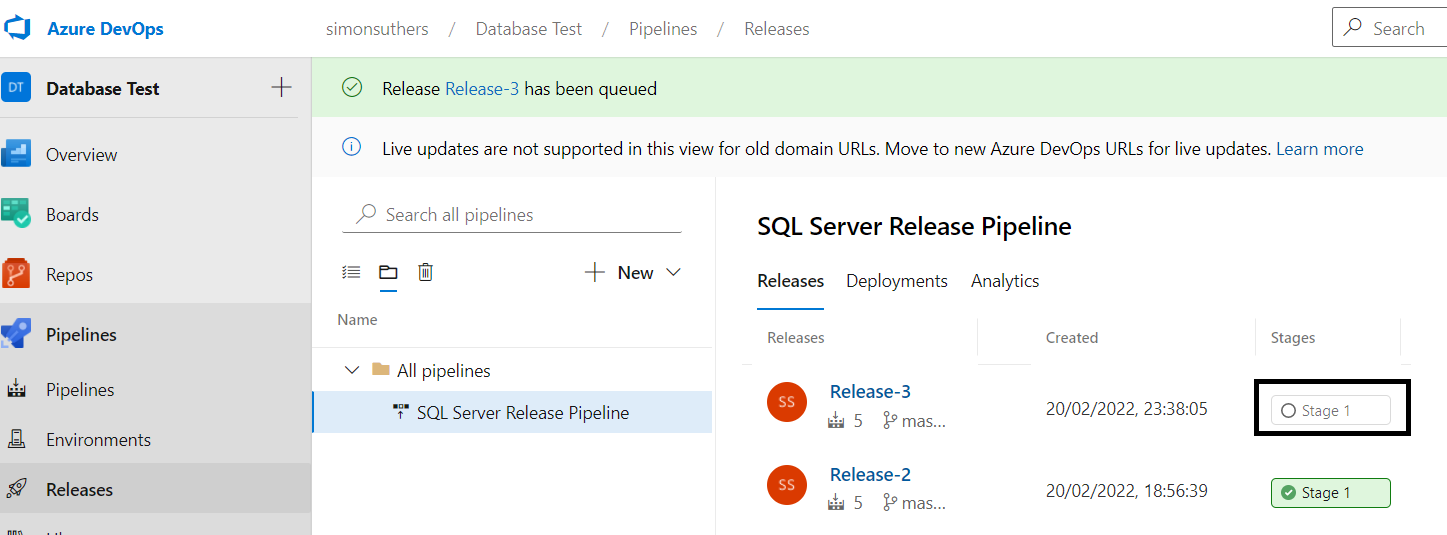 Azure DevOps
simonsuthers / Database Test / Pipelines / Releases
Search
DT Database Test
Release Release-3 has been queued
Overview
Live updates are not supported in this view for old domain URLs. Move to new Azure DevOps URLs for live updates. Learn more
Boards
Search all pipelines
SQL Server Release Pipeline
Repos
New
Releases Deployments Analytics
Name
Releases Created Stages
Pipelines
All pipelines
Pipelines
SQL Server Release Pipeline
SS Release-3
5 mas...
20/02/2022, 23:38:05
Stage 1
Environments
Releases
SS Release-2
5 mas...
20/02/2022, 18:56:39
Stage 1